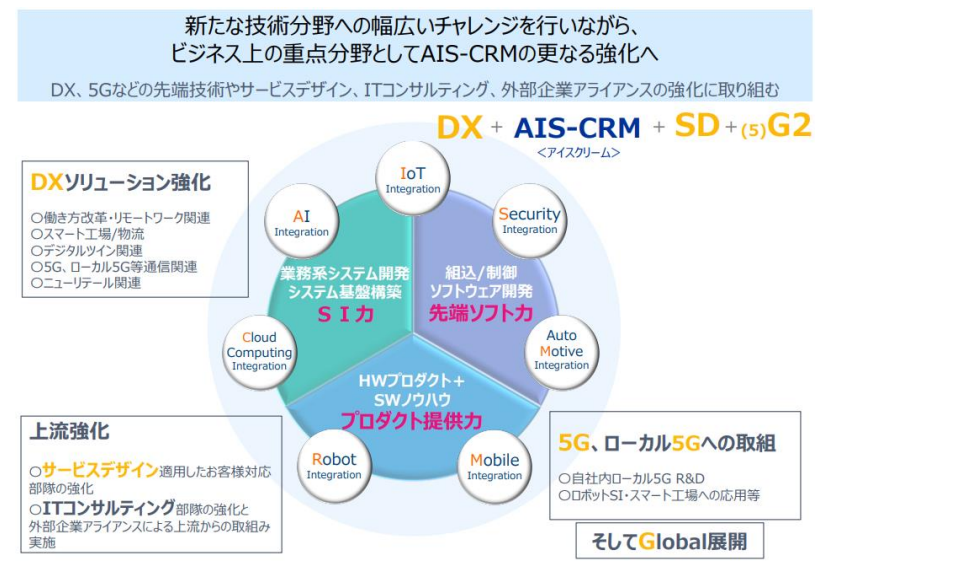 新たな技術分野への幅広いチャレンジを行いながら、
ビジネス上の重点分野としてAIS-CRMの更なる強化へ
DX、5Gなどの先端技術やサービスデザイン、ITコンサルティング、外部企業アライアンスの強化に取り組む
DX + AIS-CRM + SD + (5)G2
＜アイスクリーム＞
DXソリューション強化
○働き方改革・リモートワーク関連
○スマート工場/物流
○デジタルツイン関連
○5G、ローカル5G等通信関連
○ニューリテール関連
IoT
Integration
AI
Integration
Security
Integration
業務系システム開発
システム基盤構築
ＳＩ力
組込/制御
ソフトウェア開発
先端ソフト力
Cloud
Computing
Integration
Auto
Motive
Integration
HWプロダクト＋
SWノウハウ
プロダクト提供力
Robot
Integration
Mobile
Integration
上流強化
○サービスデザイン適用したお客様対応
部隊の強化
○ITコンサルティング部隊の強化と
外部企業アライアンスによる上流からの取組み
実施
5G、ローカル5Gへの取組
○自社内ローカル5G R&D
○ロボットSI・スマート工場への応用等
そしてGlobal展開